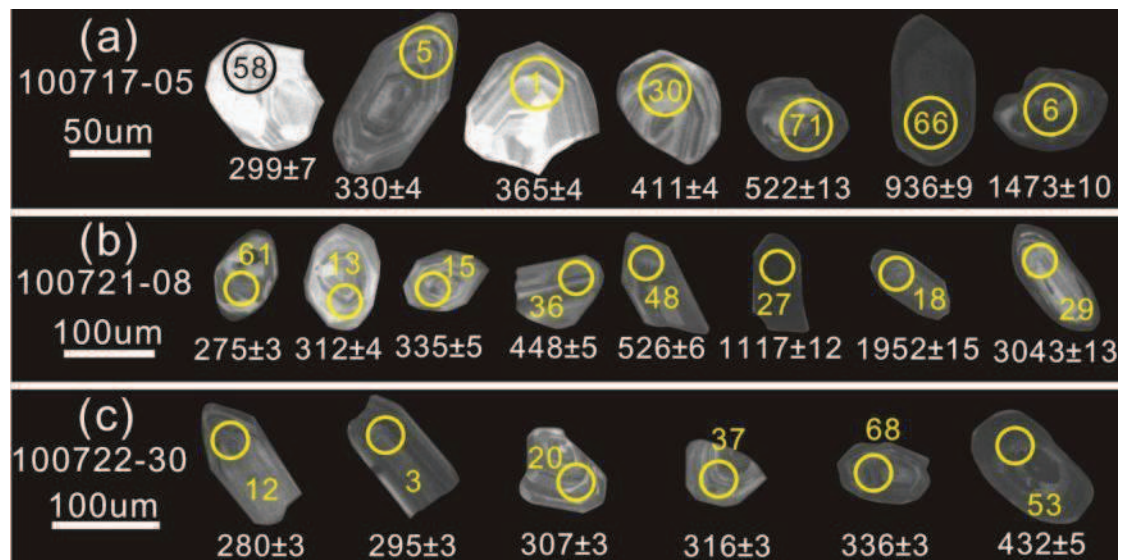 (a)
100717-05
50um
58 5 1 30 71 66 6
299±7 330±4 365±4 411±4 522±13 936±9 1473±10
(b)
100721-08
100um
61 13 15 36 48 27 18 29
275±3 312±4 335±5 448±5 526±6 1117±12 1952±15 3043±13
(c)
100722-30
100um
12 3 20 37 68 53
280±3 295±3 307±3 316±3 336±3 432±5